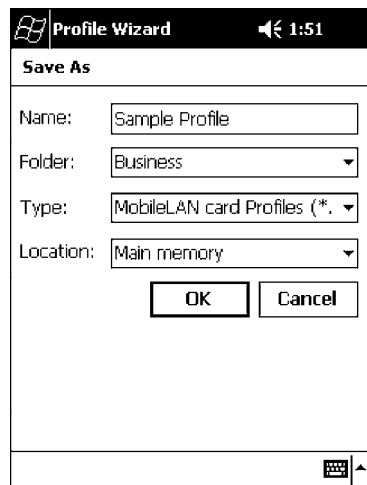 Profile Wizard 1:51
Save As
Name: Sample Profile
Folder: Business
Type: MobileLAN card Profiles (*.
Location: Main memory
OK Cancel